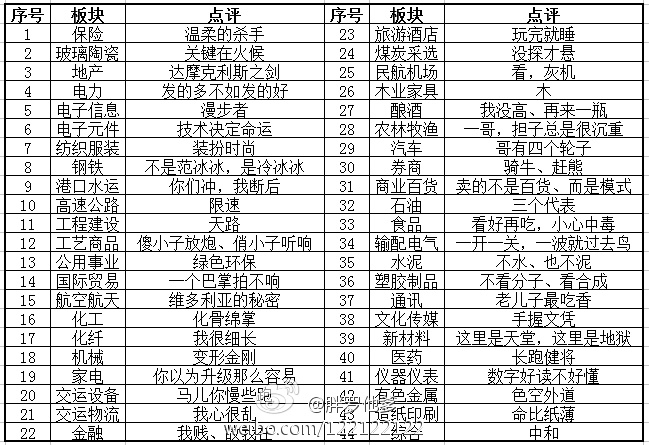 序号 板块 点评 序号 板块 点评
1 保险 温柔的杀手 23 旅游酒店 玩完就睡
2 玻璃陶瓷 关键在火候 24 煤炭采选 没探才悬
3 地产 达摩克利斯之剑 25 民航机场 看，灰机
4 电力 发的多不如发的好 26 木业家具 木
5 电子信息 漫步者 27 酿酒 我没高、再来一瓶
6 电子元件 技术决定命运 28 农林牧渔 一哥，担子总是很沉重
7 纺织服装 装扮时尚 29 汽车 哥有四个轮子
8 钢铁 不是范冰冰，是冷冰冰 30 券商 骑牛、赶熊
9 港口水运 你们冲，我断后 31 商业百货 卖的不是百货、而是模式
10 高速公路 限速 32 石油 三个代表
11 工程建设 天路 33 食品 看好再吃，小心中毒
12 工艺商品 傻小子放炮、俏小子听响 34 输配电气 一开一关，一波就过去鸟
13 公用事业 绿色环保 35 水泥 不水、也不泥
14 国际贸易 一个巴掌拍不响 36 塑胶制品 不看分子、看合成
15 航空航天 维多利亚的秘密 37 通讯 老儿子最吃香
16 化工 化骨绵掌 38 文化传媒 手握文凭
17 化纤 我很细长 39 新材料 这里是天堂，这里是地狱
18 机械 变形金刚 40 医药 长跑健将
19 家电 你以为升级那么容易 41 仪器仪表 数字好读不好懂
20 交运设备 马儿你慢些跑 42 有色金属 色空外道
21 交运物流 我心很乱 43 造纸印刷 命比纸薄
22 金融 我贱、故我在 44 综合 中和